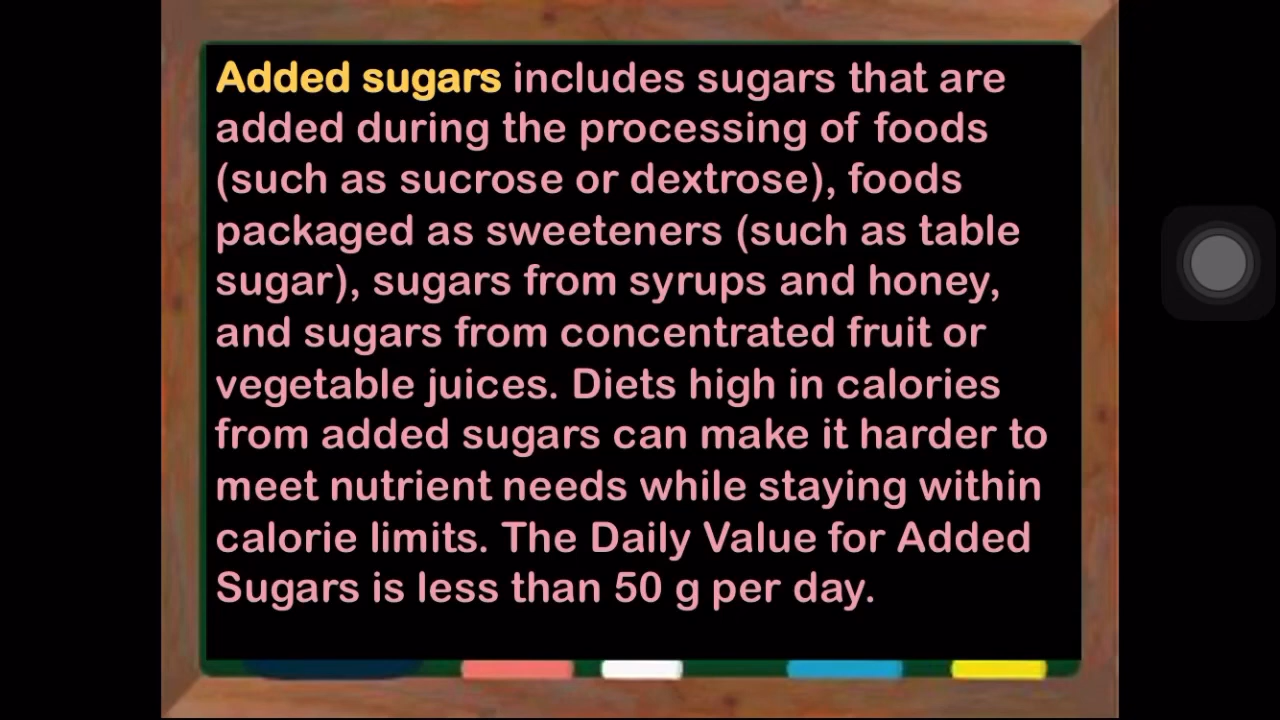 Added sugars includes sugars that are
added during the processing of foods
(such as sucrose or dextrose), foods
packaged as sweeteners (such as table
sugar), sugars from syrups and honey,
and sugars from concentrated fruit or
vegetable juices. Diets high in calories
from added sugars can make it harder to
meet nutrient needs while staying within
calorie limits. The Daily Value for Added
Sugars is less than 50 g per day.